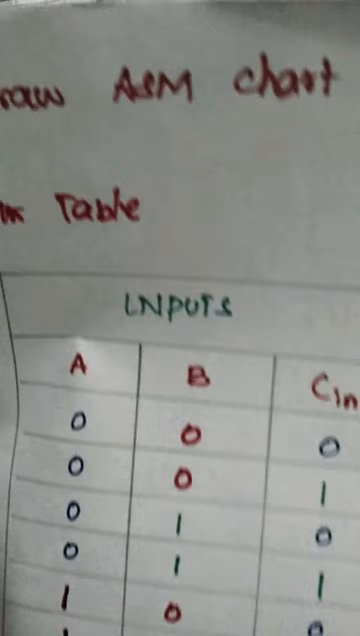 raw ASM chart
Table
INPUTS
A B Cin
0 0 0
0 0 1
0 1 0
0 1 1
1 0 0